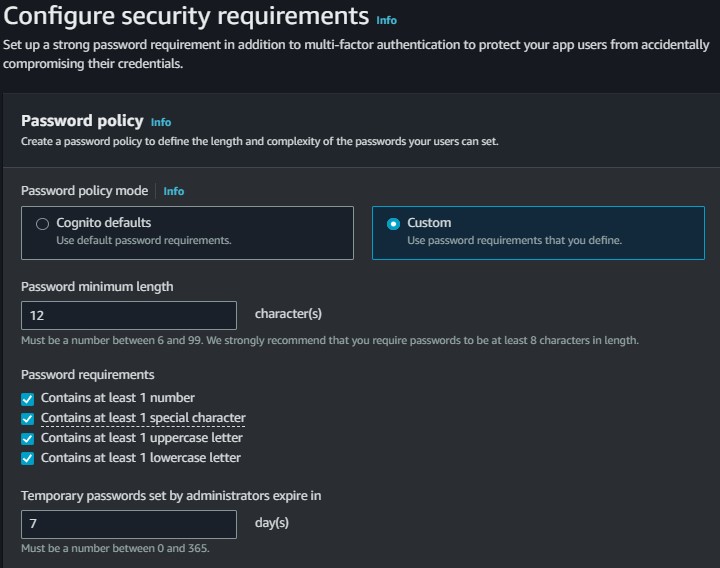 Configure security requirements Info
Set up a strong password requirement in addition to multi-factor authentication to protect your app users from accidentally
compromising their credentials.
Password policy Info
Create a password policy to define the length and complexity of the passwords your users can set.
Password policy mode Info
Cognito defaults
Use default password requirements.
Custom
Use password requirements that you define.
Password minimum length
12 character(s)
Must be a number between 6 and 99. We strongly recommend that you require passwords to be at least 8 characters in length.
Password requirements
Contains at least 1 number
Contains at least 1 special character
Contains at least 1 uppercase letter
Contains at least 1 lowercase letter
Temporary passwords set by administrators expire in
7 day(s)
Must be a number between 0 and 365.